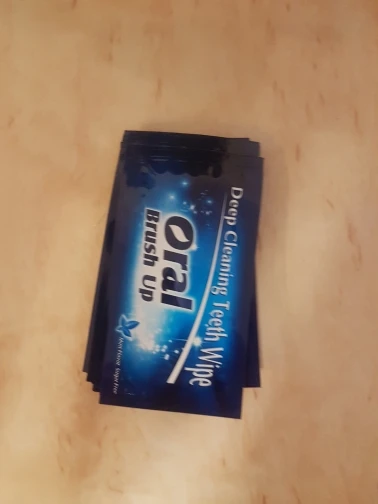 Deep Cleaning Teeth Wipe
Oral
Brush Up